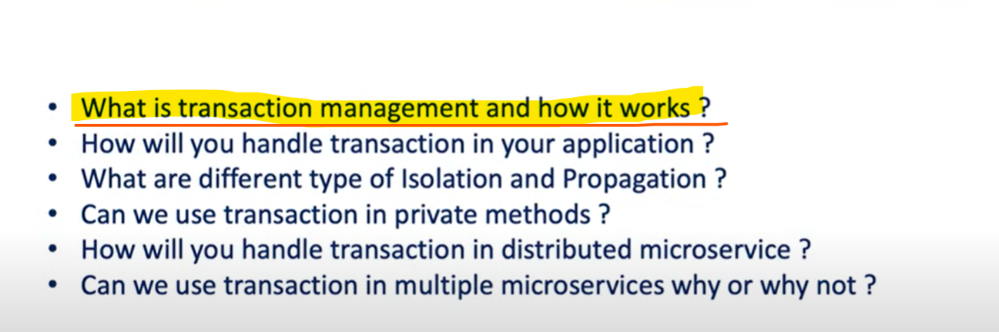 • What is transaction management and how it works ?
• How will you handle transaction in your application ?
• What are different type of Isolation and Propagation ?
• Can we use transaction in private methods ?
• How will you handle transaction in distributed microservice ?
• Can we use transaction in multiple microservices why or why not ?